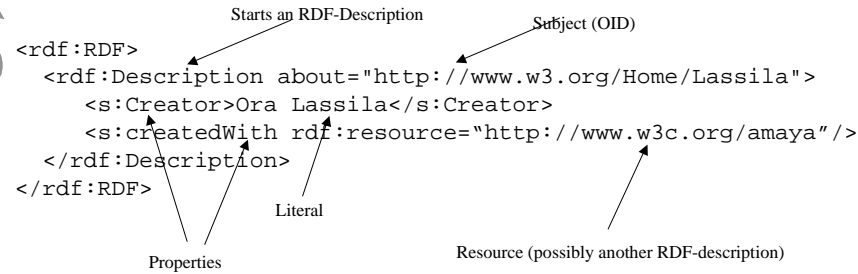 Starts an RDF-Description
Subject (OID)
<rdf:RDF>
<rdf:Description about="http://www.w3.org/Home/Lassila">
<s:Creator>Ora Lassila</s:Creator>
<s:createdWith rdf:resource=“http://www.w3c.org/amaya”/>
</rdf:Description>
</rdf:RDF>
Literal
Properties
Resource (possibly another RDF-description)